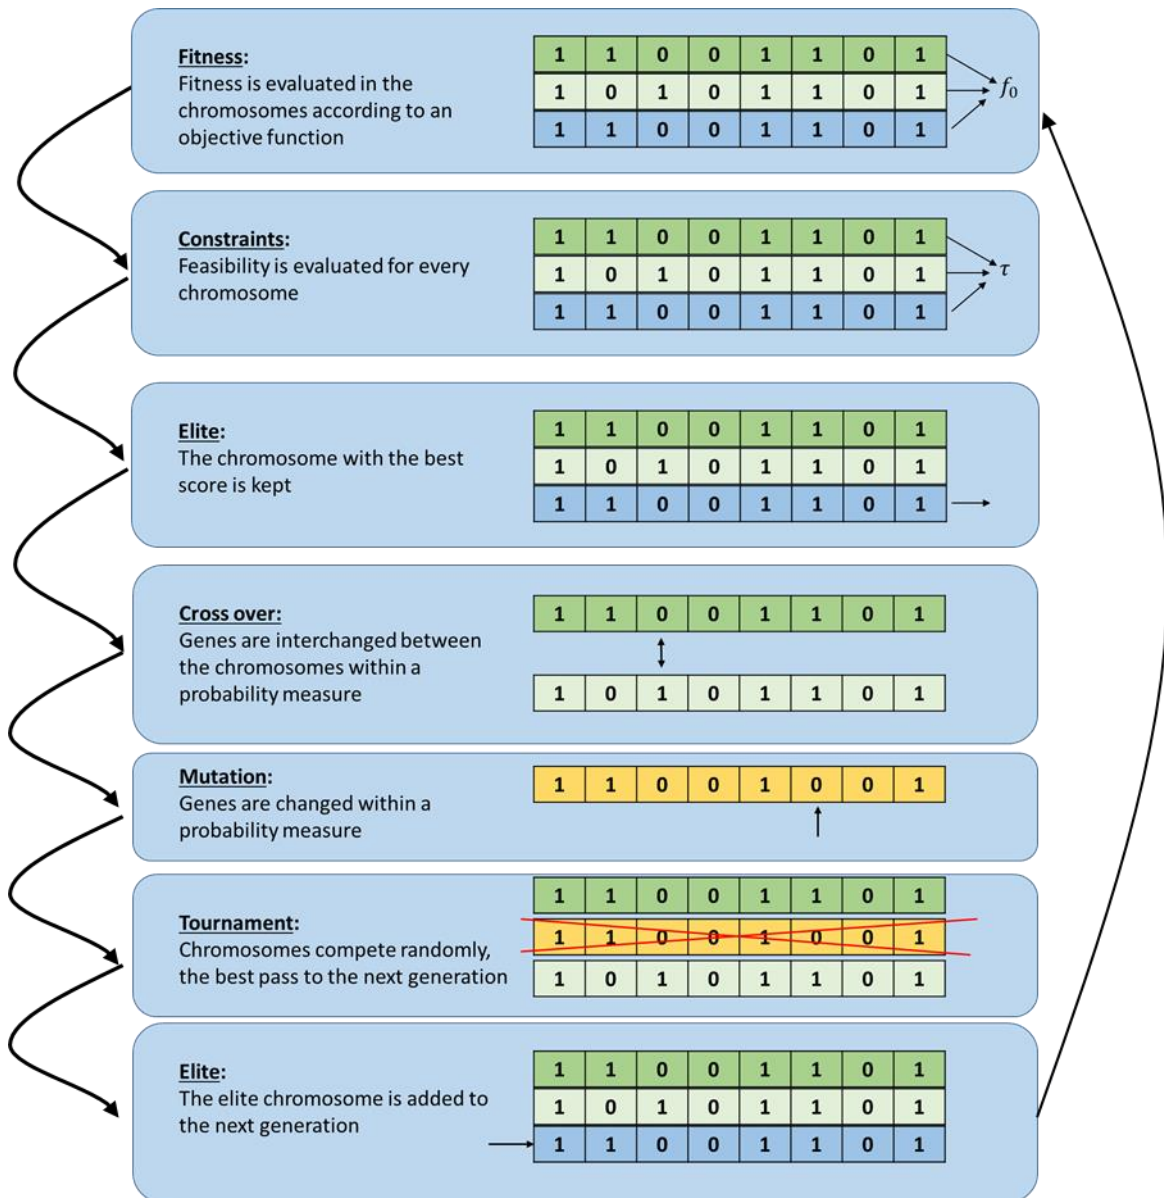 Fitness:
Fitness is evaluated in the
chromosomes according to an
objective function
1 1 0 0 1 1 0 1
1 0 1 0 1 1 0 1
1 1 0 0 1 1 0 1
f₀
Constraints:
Feasibility is evaluated for every
chromosome
1 1 0 0 1 1 0 1
1 0 1 0 1 1 0 1
1 1 0 0 1 1 0 1
τ
Elite:
The chromosome with the best
score is kept
1 1 0 0 1 1 0 1
1 0 1 0 1 1 0 1
1 1 0 0 1 1 0 1
Cross over:
Genes are interchanged between
the chromosomes within a
probability measure
1 1 0 0 1 1 0 1
1 0 1 0 1 1 0 1
Mutation:
Genes are changed within a
probability measure
1 1 0 0 1 0 0 1
Tournament:
Chromosomes compete randomly,
the best pass to the next generation
1 1 0 0 1 1 0 1
1 1 0 0 1 0 0 1
1 0 1 0 1 1 0 1
Elite:
The elite chromosome is added to
the next generation
1 1 0 0 1 1 0 1
1 0 1 0 1 1 0 1
1 1 0 0 1 1 0 1